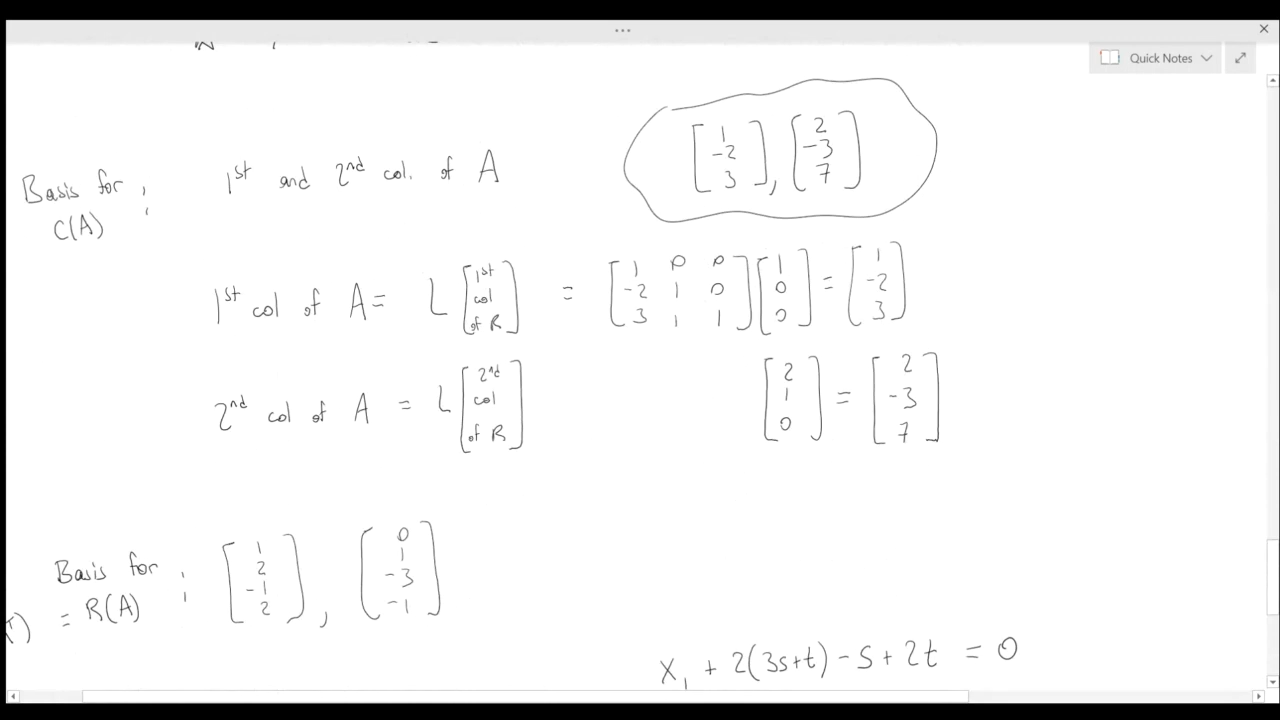 Quick Notes
Basis for : 1st and 2nd col. of A [1 -2 3], [2 -3 7]
C(A)
1st col of A = L [1st col of R] = [1 0 0; -2 1 0; 3 1 1] [1 0 0] = [1 -2 3]
2nd col of A = L [2nd col of R] [2 1 0] = [2 -3 7]
Basis for : [1 2 -1 2], [0 1 -3 -1]
= R(A)
x₁ + 2(3s+t) - s + 2t = 0